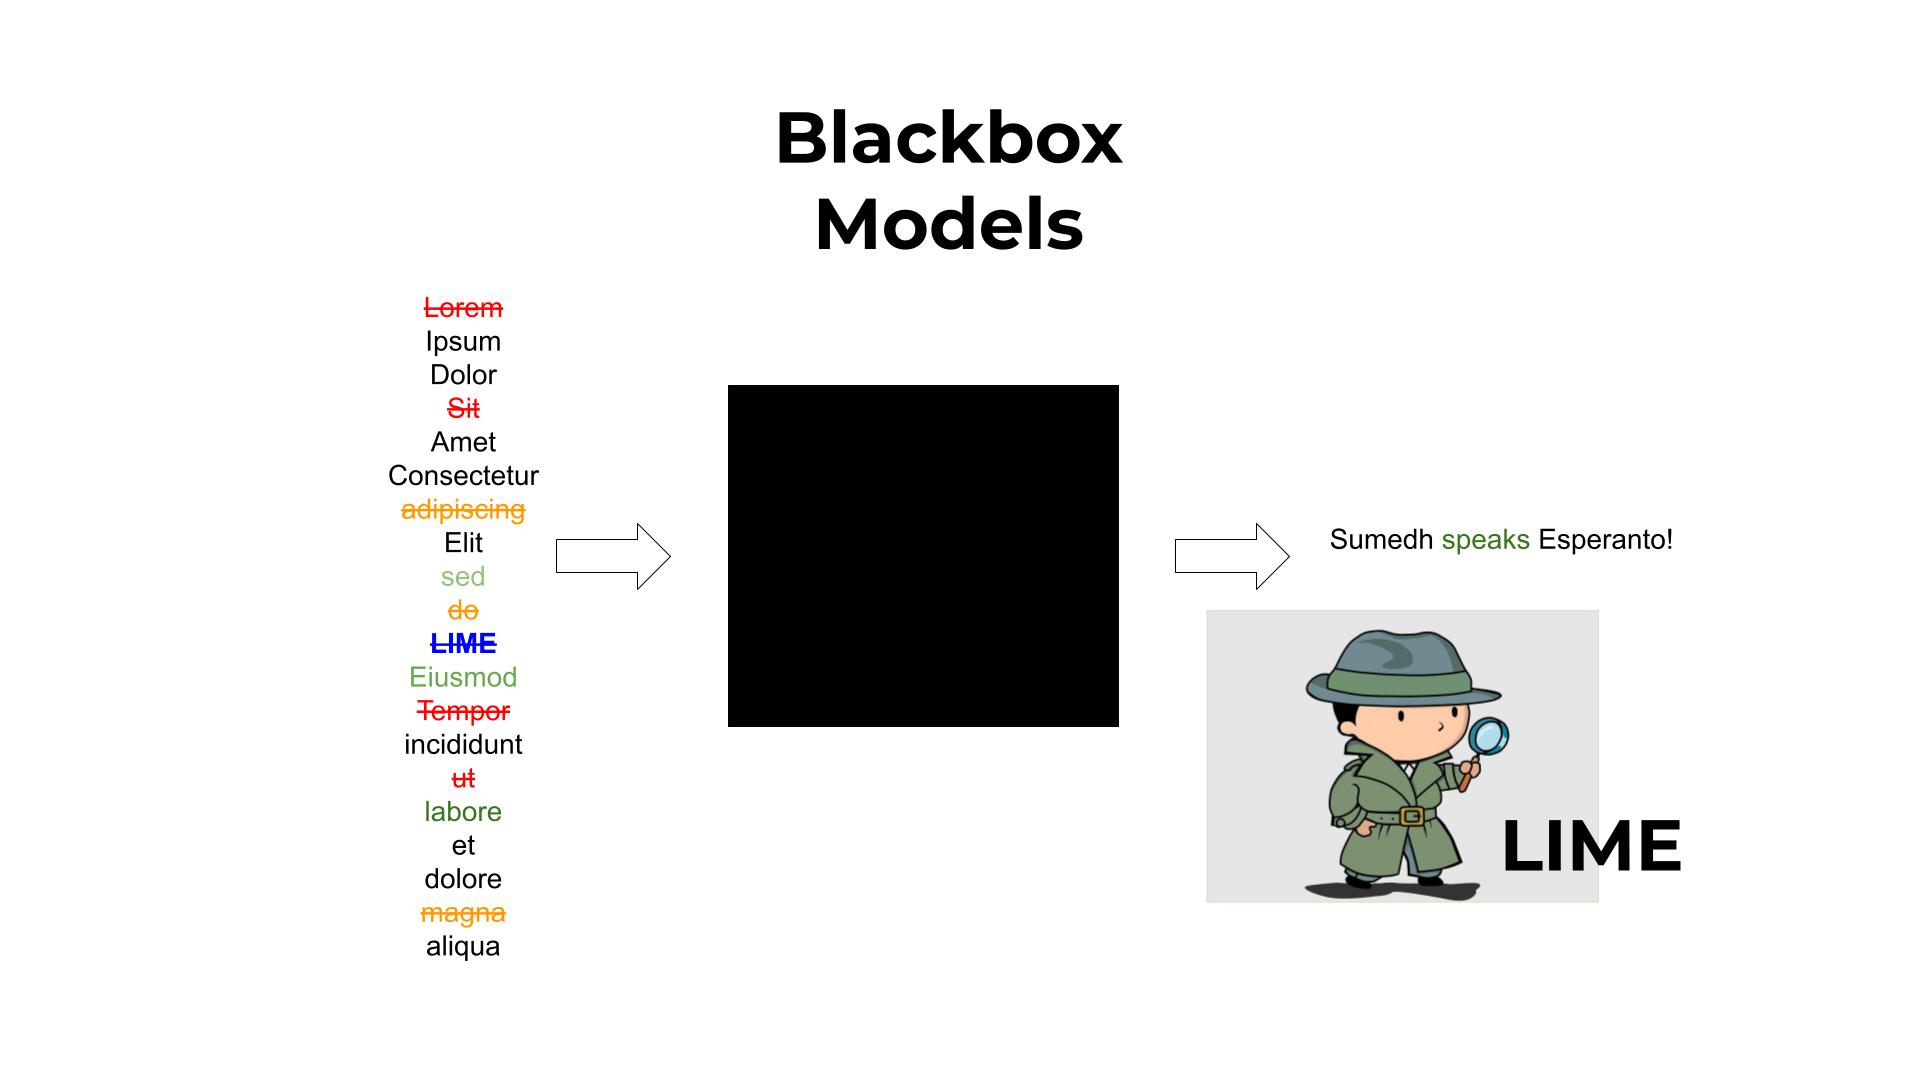 Blackbox
Models
Lorem
Ipsum
Dolor
Sit
Amet
Consectetur
adipiscing
Elit
sed
do
LIME
Eiusmod
Tempor
incididunt
ut
labore
et
dolore
magna
aliqua
Sumedh speaks Esperanto!
LIME